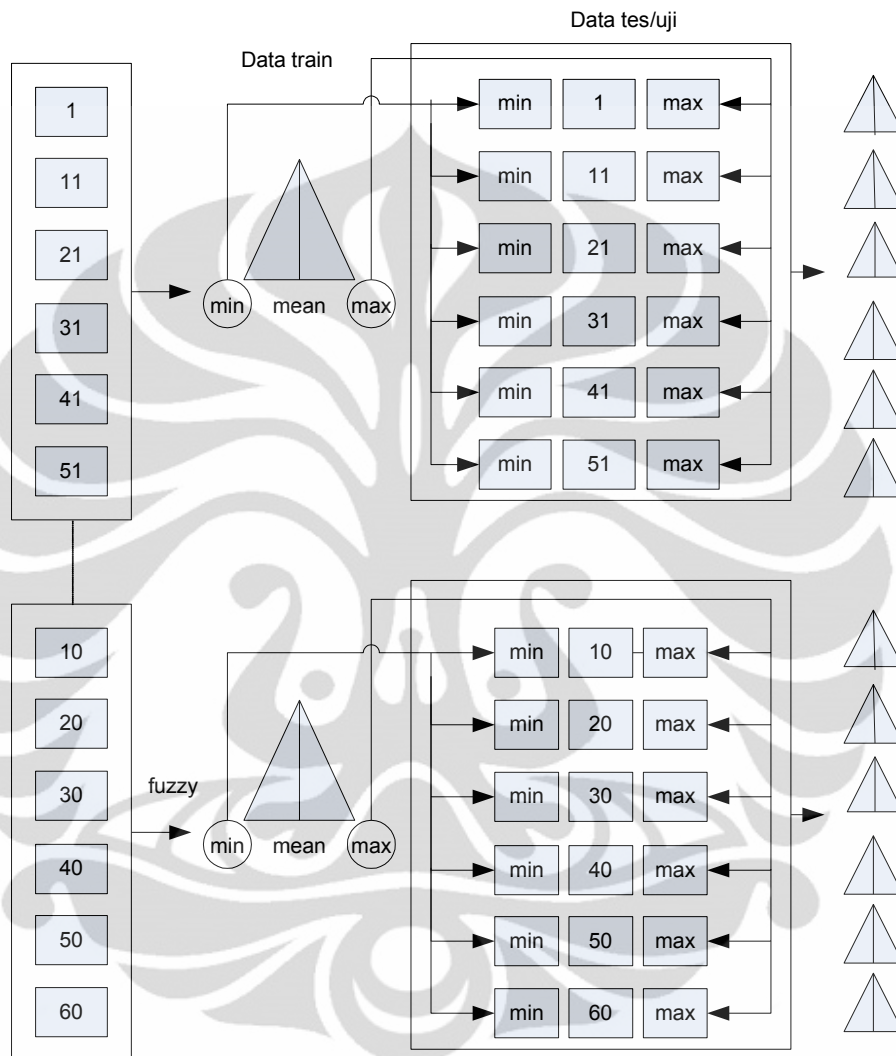 Data tes/uji
Data train
1
11
21
31
41
51
min mean max
min 1 max
min 11 max
min 21 max
min 31 max
min 41 max
min 51 max
10
20
30
40
50
60
fuzzy
min mean max
min 10 max
min 20 max
min 30 max
min 40 max
min 50 max
min 60 max